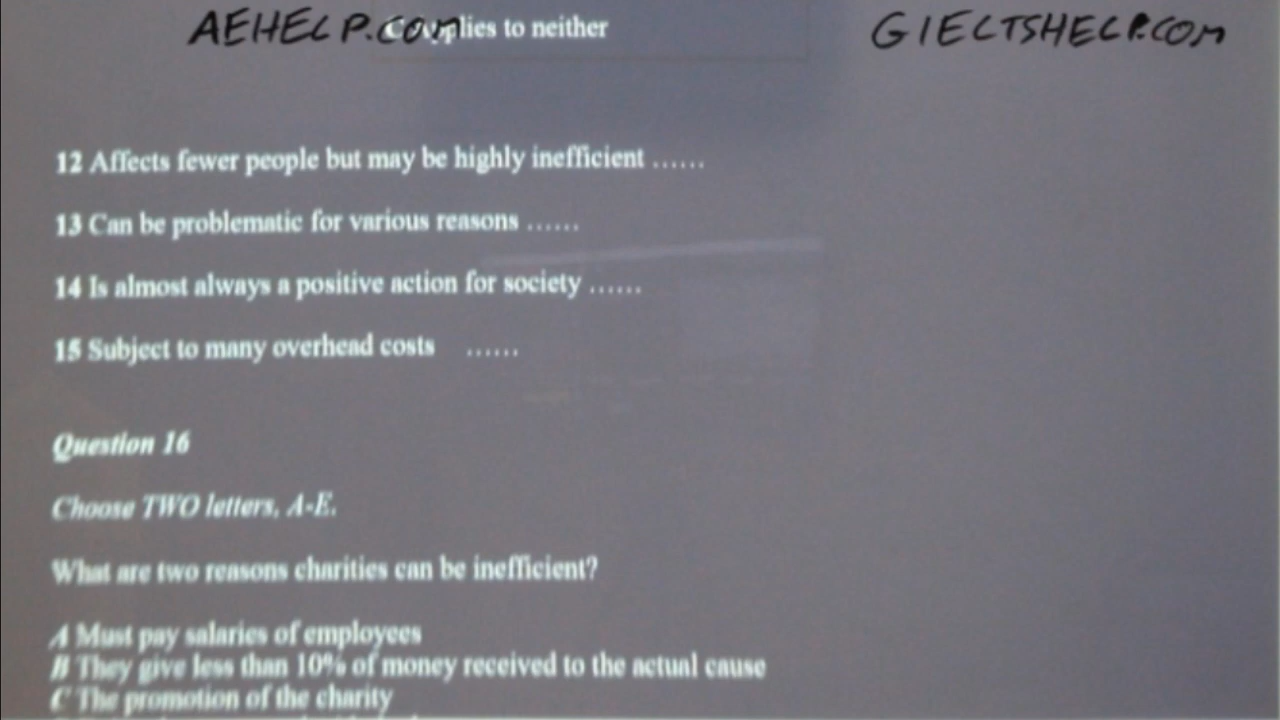 AEHELP.COM
GIELTSHELP.COM
C Applies to neither
12 Affects fewer people but may be highly inefficient ......
13 Can be problematic for various reasons ......
14 Is almost always a positive action for society ......
15 Subject to many overhead costs ......
Question 16
Choose TWO letters, A-E.
What are two reasons charities can be inefficient?
A Must pay salaries of employees
B They give less than 10% of money received to the actual cause
C The promotion of the charity